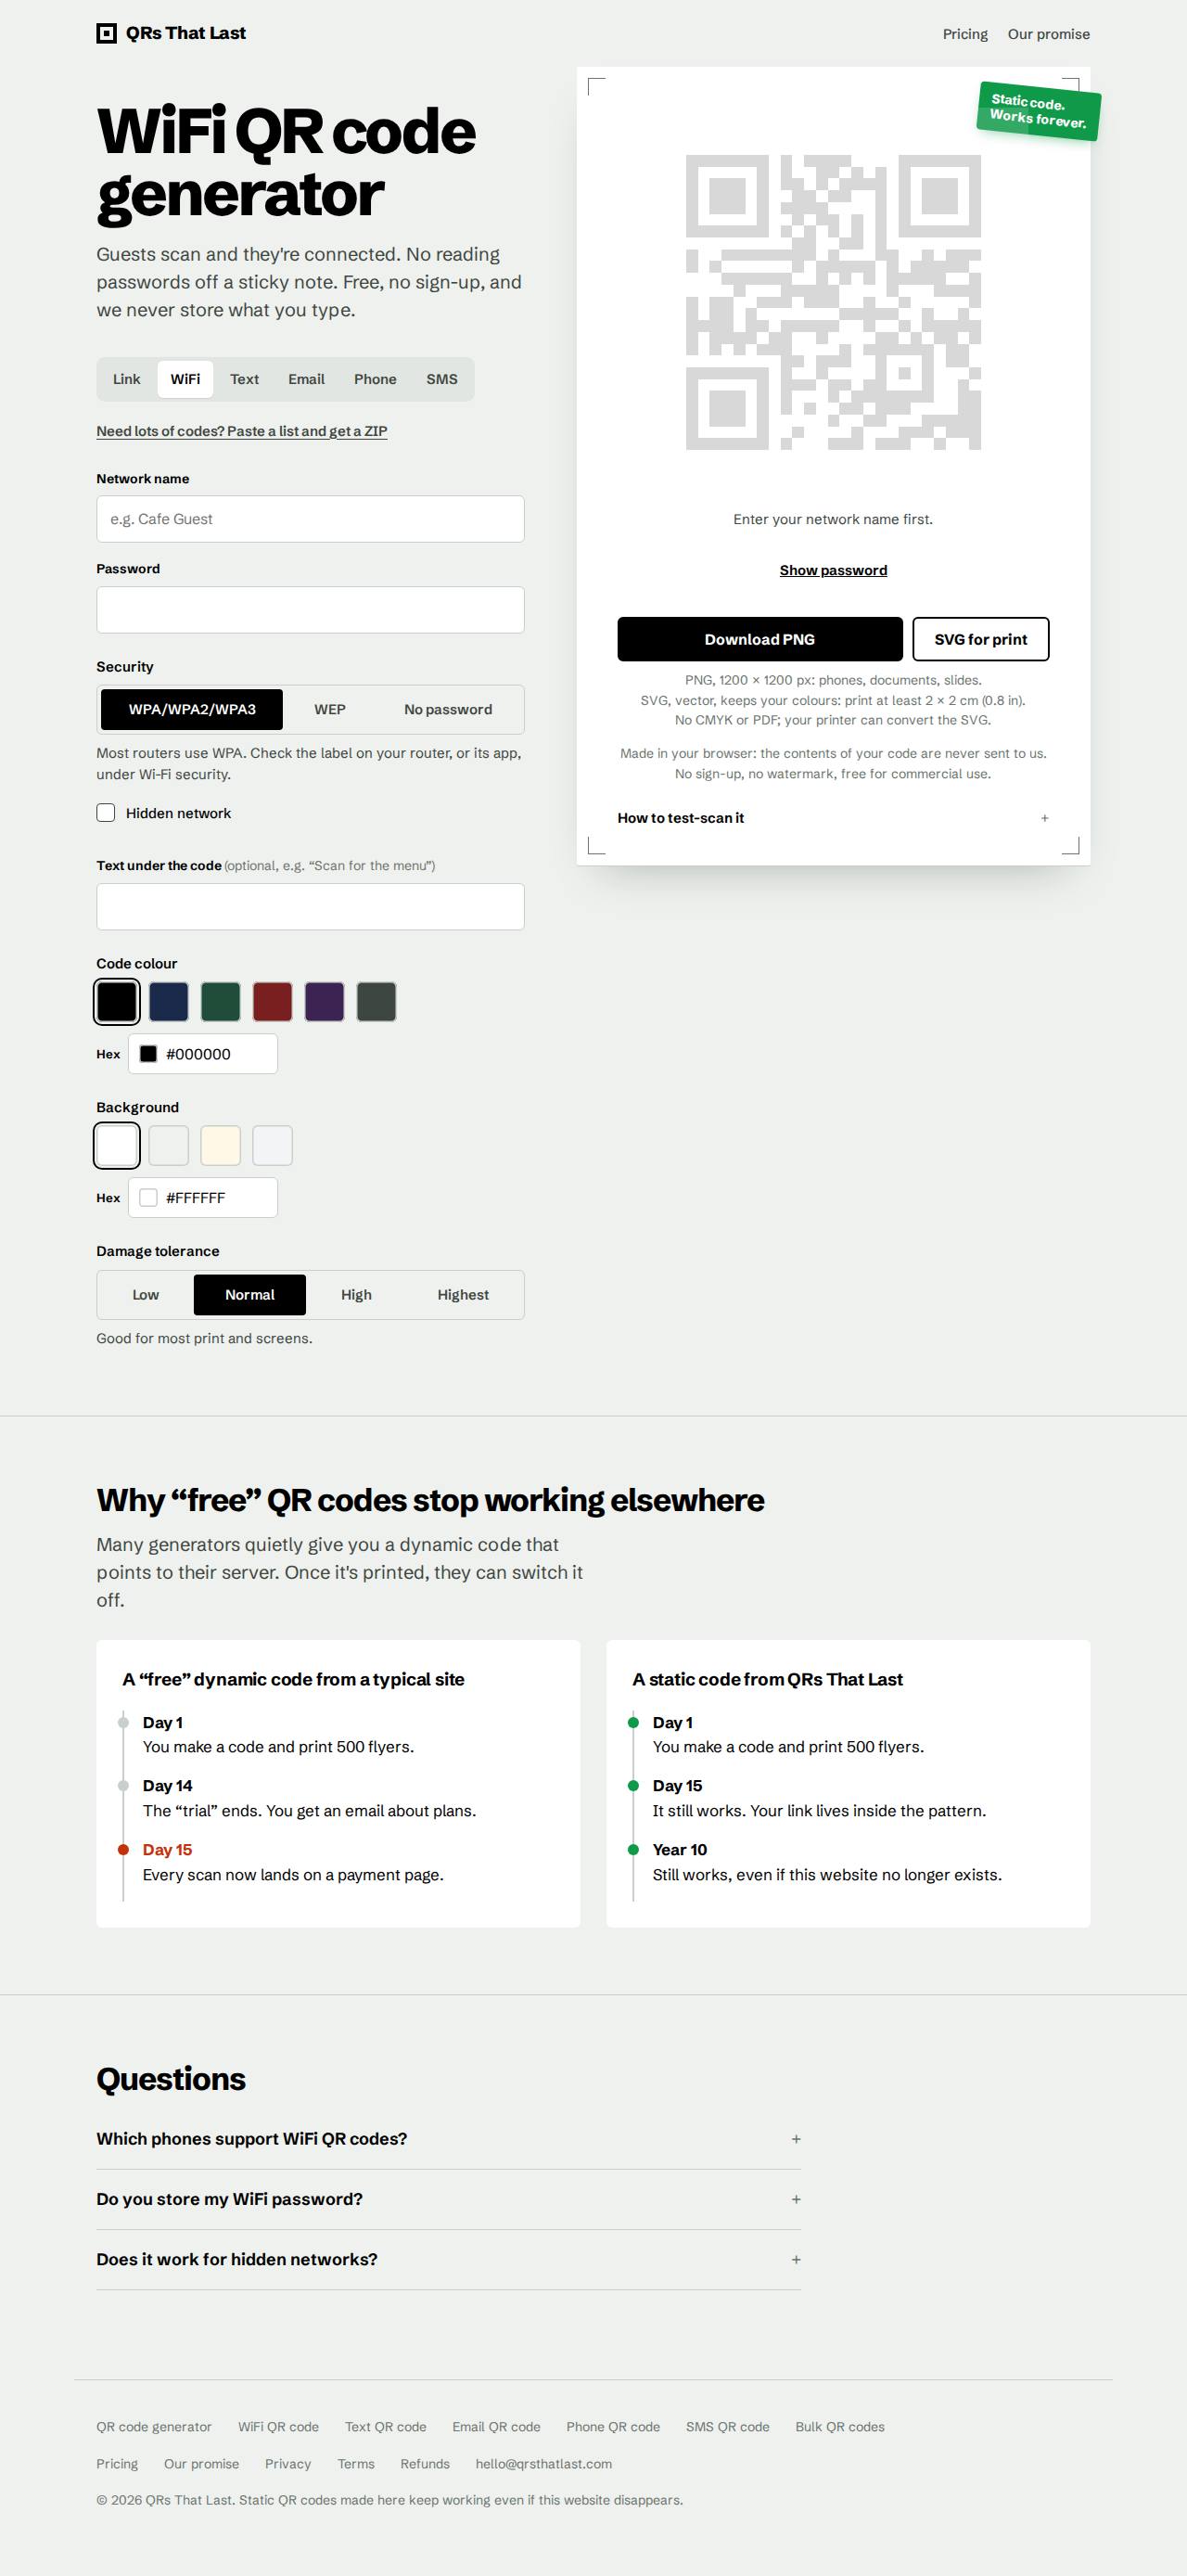 QRs That Last
Pricing
Our promise
WiFi QR code
generator
Guests scan and they're connected. No reading
passwords off a sticky note. Free, no sign-up, and
we never store what you type.
Link
WiFi
Text
Email
Phone
SMS
Need lots of codes? Paste a list and get a ZIP
Network name
e.g. Cafe Guest
Password
Security
WPA/WPA2/WPA3
WEP
No password
Most routers use WPA. Check the label on your router, or its app,
under Wi-Fi security.
Hidden network
Text under the code (optional, e.g. “Scan for the menu”)
Code colour
Hex
#000000
Background
Hex
#FFFFFF
Damage tolerance
Low
Normal
High
Highest
Good for most print and screens.
Static code.
Works forever.
Enter your network name first.
Show password
Download PNG
SVG for print
PNG, 1200 × 1200 px: phones, documents, slides.
SVG, vector, keeps your colours: print at least 2 × 2 cm (0.8 in).
No CMYK or PDF; your printer can convert the SVG.
Made in your browser: the contents of your code are never sent to us.
No sign-up, no watermark, free for commercial use.
How to test-scan it
+
Why “free” QR codes stop working elsewhere
Many generators quietly give you a dynamic code that
points to their server. Once it's printed, they can switch it
off.
A “free” dynamic code from a typical site
Day 1
You make a code and print 500 flyers.
Day 14
The “trial” ends. You get an email about plans.
Day 15
Every scan now lands on a payment page.
A static code from QRs That Last
Day 1
You make a code and print 500 flyers.
Day 15
It still works. Your link lives inside the pattern.
Year 10
Still works, even if this website no longer exists.
Questions
Which phones support WiFi QR codes?
+
Do you store my WiFi password?
+
Does it work for hidden networks?
+
QR code generator
WiFi QR code
Text QR code
Email QR code
Phone QR code
SMS QR code
Bulk QR codes
Pricing
Our promise
Privacy
Terms
Refunds
hello@qrsthatlast.com
© 2026 QRs That Last. Static QR codes made here keep working even if this website disappears.